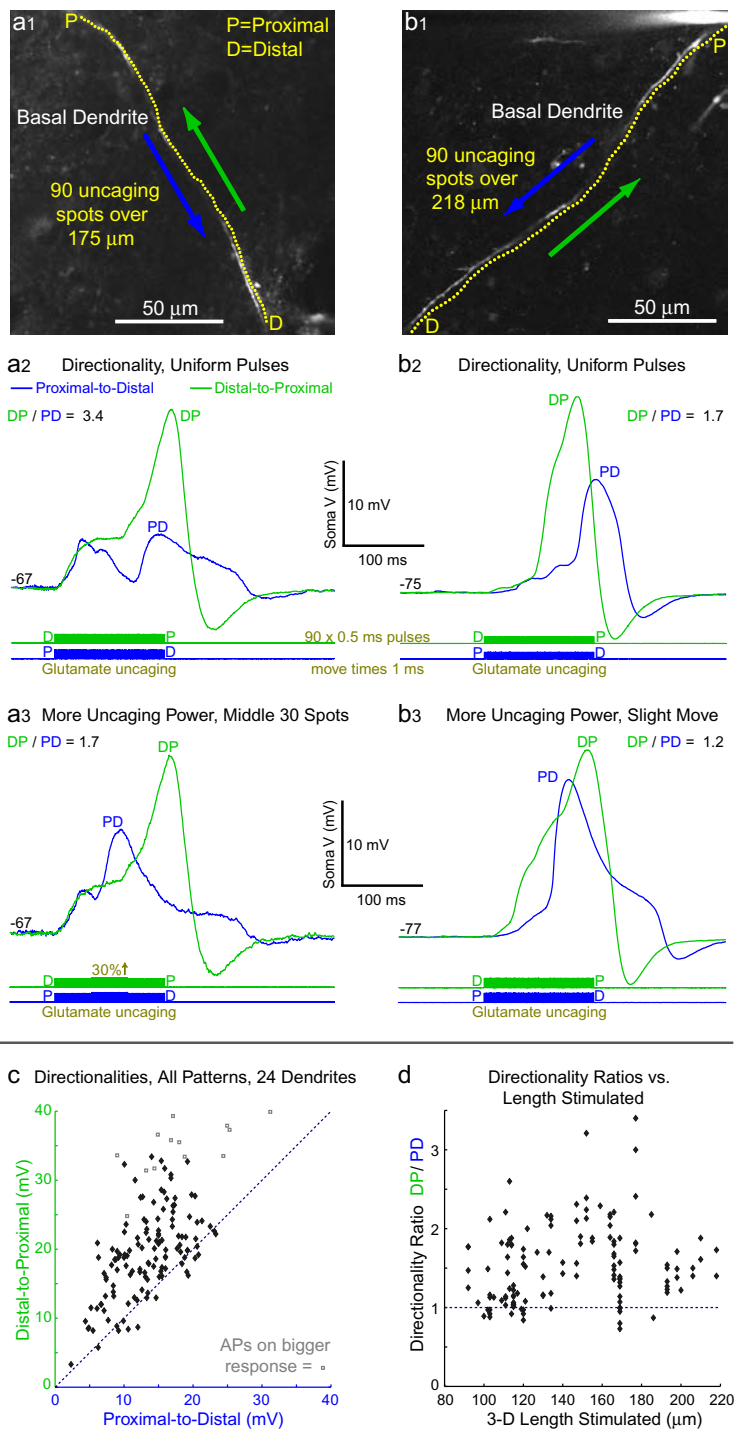 a1
P
P=Proximal
D=Distal
Basal Dendrite
90 uncaging
spots over
175 μm
50 μm
D
b1
P
Basal Dendrite
90 uncaging
spots over
218 μm
D
50 μm
a2 Directionality, Uniform Pulses
Proximal-to-Distal
Distal-to-Proximal
DP / PD = 3.4
DP
PD
-67
D
P
P
D
Glutamate uncaging
90 x 0.5 ms pulses
move times 1 ms
Soma V (mV)
10 mV
100 ms
b2 Directionality, Uniform Pulses
DP / PD = 1.7
DP
PD
-75
D
P
P
D
a3 More Uncaging Power, Middle 30 Spots
DP / PD = 1.7
DP
PD
-67
30%↑
D
P
P
D
Glutamate uncaging
Soma V (mV)
10 mV
100 ms
b3 More Uncaging Power, Slight Move
DP / PD = 1.2
DP
PD
-77
D
P
P
D
Glutamate uncaging
c Directionalities, All Patterns, 24 Dendrites
Distal-to-Proximal (mV)
40
30
20
10
0
0 10 20 30 40
Proximal-to-Distal (mV)
APs on bigger
response =
d Directionality Ratios vs.
Length Stimulated
Directionality Ratio DP / PD
3
2
1
80 100 120 140 160 180 200 220
3-D Length Stimulated (μm)